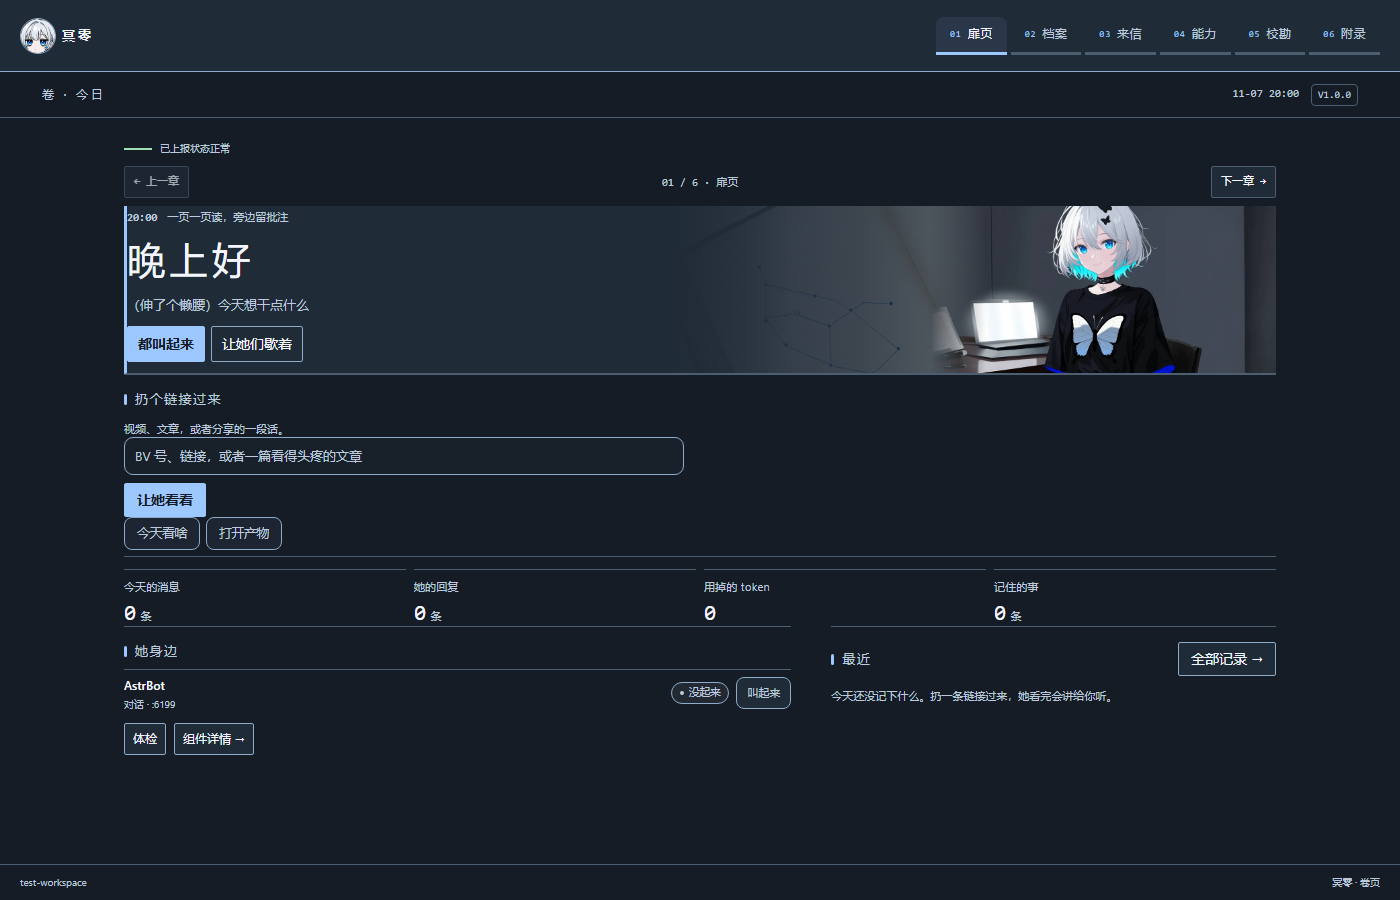 冥零
01 扉页
02 档案
03 来信
04 能力
05 校勘
06 附录
卷 · 今日
11-07 20:00
V1.0.0
已上报状态正常
← 上一章
01 / 6 · 扉页
下一章 →
20:00 一页一页读，旁边留批注
晚上好
（伸了个懒腰）今天想干点什么
都叫起来
让她们歇着
扔个链接过来
视频、文章，或者分享的一段话。
BV 号、链接，或者一篇看得头疼的文章
让她看看
今天看啥
打开产物
今天的消息
0 条
她的回复
0 条
用掉的 token
0
记住的事
0 条
她身边
AstrBot
对话 · :6199
没起来
叫起来
体检
组件详情 →
最近
全部记录 →
今天还没记下什么。扔一条链接过来，她看完会讲给你听。
test-workspace
冥零 · 卷页